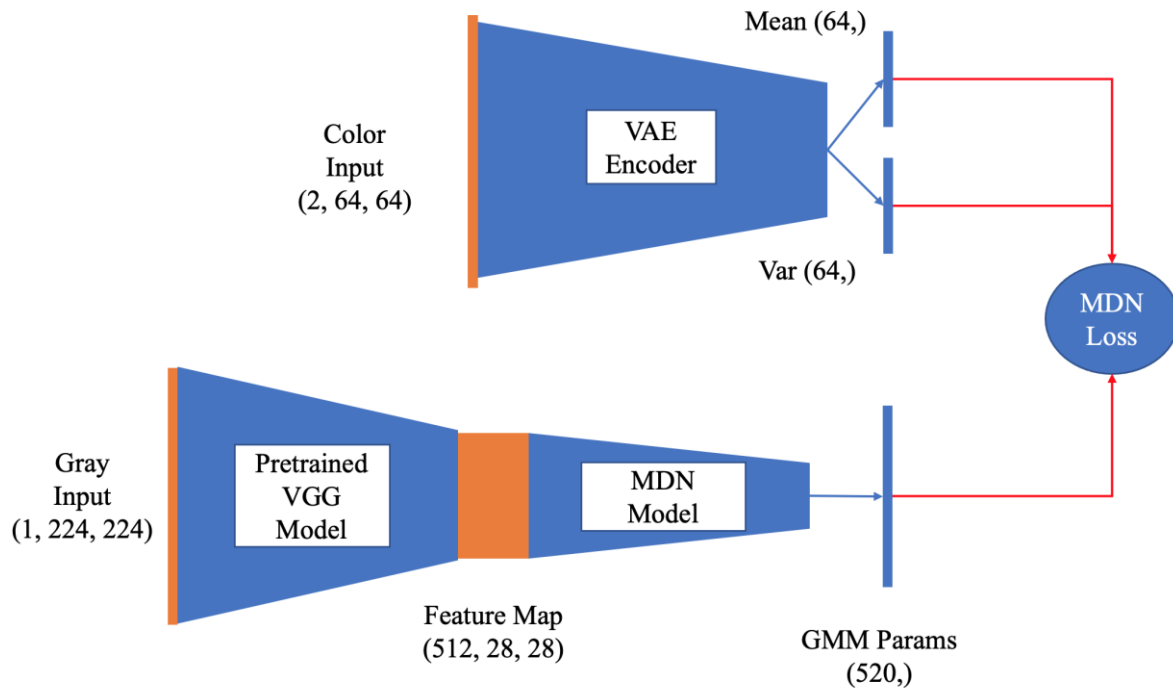 Mean (64,)
VAE
Encoder
Color
Input
(2, 64, 64)
Var (64,)
MDN
Loss
Gray
Input
(1, 224, 224)
Pretrained
VGG
Model
MDN
Model
Feature Map
(512, 28, 28)
GMM Params
(520,)